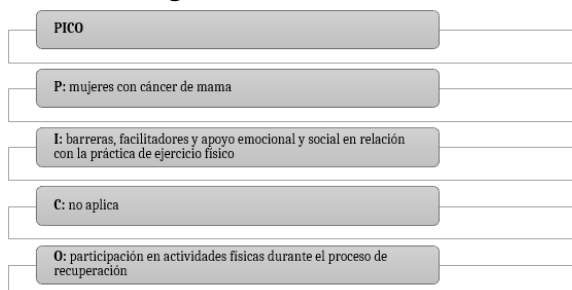 PICO
P: mujeres con cáncer de mama
I: barreras, facilitadores y apoyo emocional y social en relación
con la práctica de ejercicio físico
C: no aplica
O: participación en actividades físicas durante el proceso de
recuperación